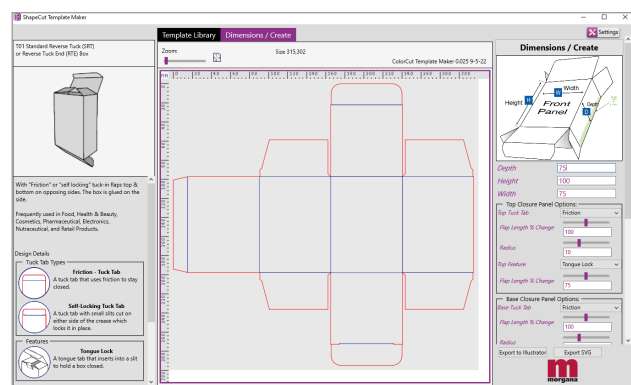 ShapeCut Template Maker
Template Library
Dimensions / Create
Settings
T01 Standard Reverse Tuck (SRT)
or Reverse Tuck End (RTE) Box
With "Friction" or "self locking" tuck-in flaps top &
bottom on opposing sides. The box is glued on the
side.
Frequently used in Food, Health & Beauty,
Cosmetics, Pharmaceutical, Electronics,
Nutraceutical, and Retail Products.
Design Details
Tuck Tab Types
Friction - Tuck Tab
A tuck tab that uses friction to stay
closed.
Self-Locking Tuck Tab
A tuck tab with small slits cut on
either side of the crease which
locks it in place.
Features
Tongue Lock
A tongue tab that inserts into a slit
to hold a box closed.
Zoom:
Size 315,302
ColorCut Template Maker 0.025 9-5-22
Dimensions / Create
Width
W
Height
H
Front
Panel
Depth
D
Depth
75
Height
100
Width
75
Top Closure Panel Options:
Top Tuck Tab
Friction
Flap Length % Change
100
Radius
10
Top Feature
Tongue Lock
Flap Length % Change
75
Base Closure Panel Options:
Base Tuck Tab
Friction
Flap Length % Change
100
Radius
Export to Illustrator
Export SVG
morgana